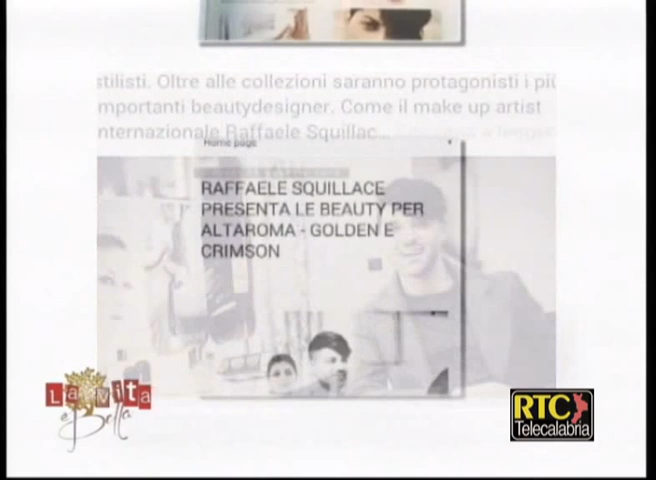 stilisti. Oltre alle collezioni saranno protagonisti i più
mportanti beautydesigner. Come il make up artist
nternazionale Raffaele Squillac...
Home page
RAFFAELE SQUILLACE
PRESENTA LE BEAUTY PER
ALTAROMA - GOLDEN E
CRIMSON
La vita
è Bella
RTC
Telecalabria